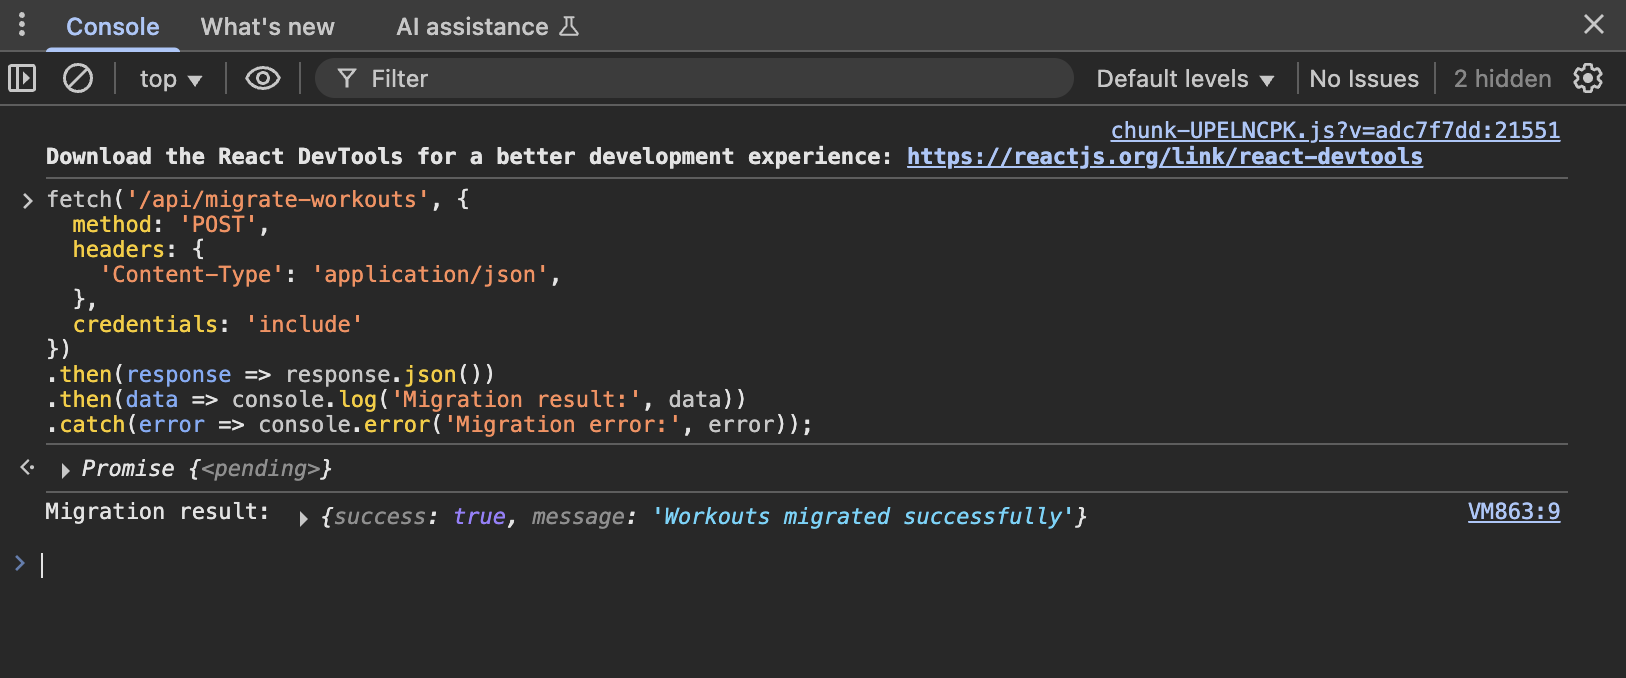 Console What's new AI assistance
top Filter Default levels No Issues 2 hidden
chunk-UPELNCPK.js?v=adc7f7dd:21551
Download the React DevTools for a better development experience: https://reactjs.org/link/react-devtools
fetch('/api/migrate-workouts', {
  method: 'POST',
  headers: {
    'Content-Type': 'application/json',
  },
  credentials: 'include'
})
.then(response => response.json())
.then(data => console.log('Migration result:', data))
.catch(error => console.error('Migration error:', error));
Promise {<pending>}
Migration result: {success: true, message: 'Workouts migrated successfully'} VM863:9